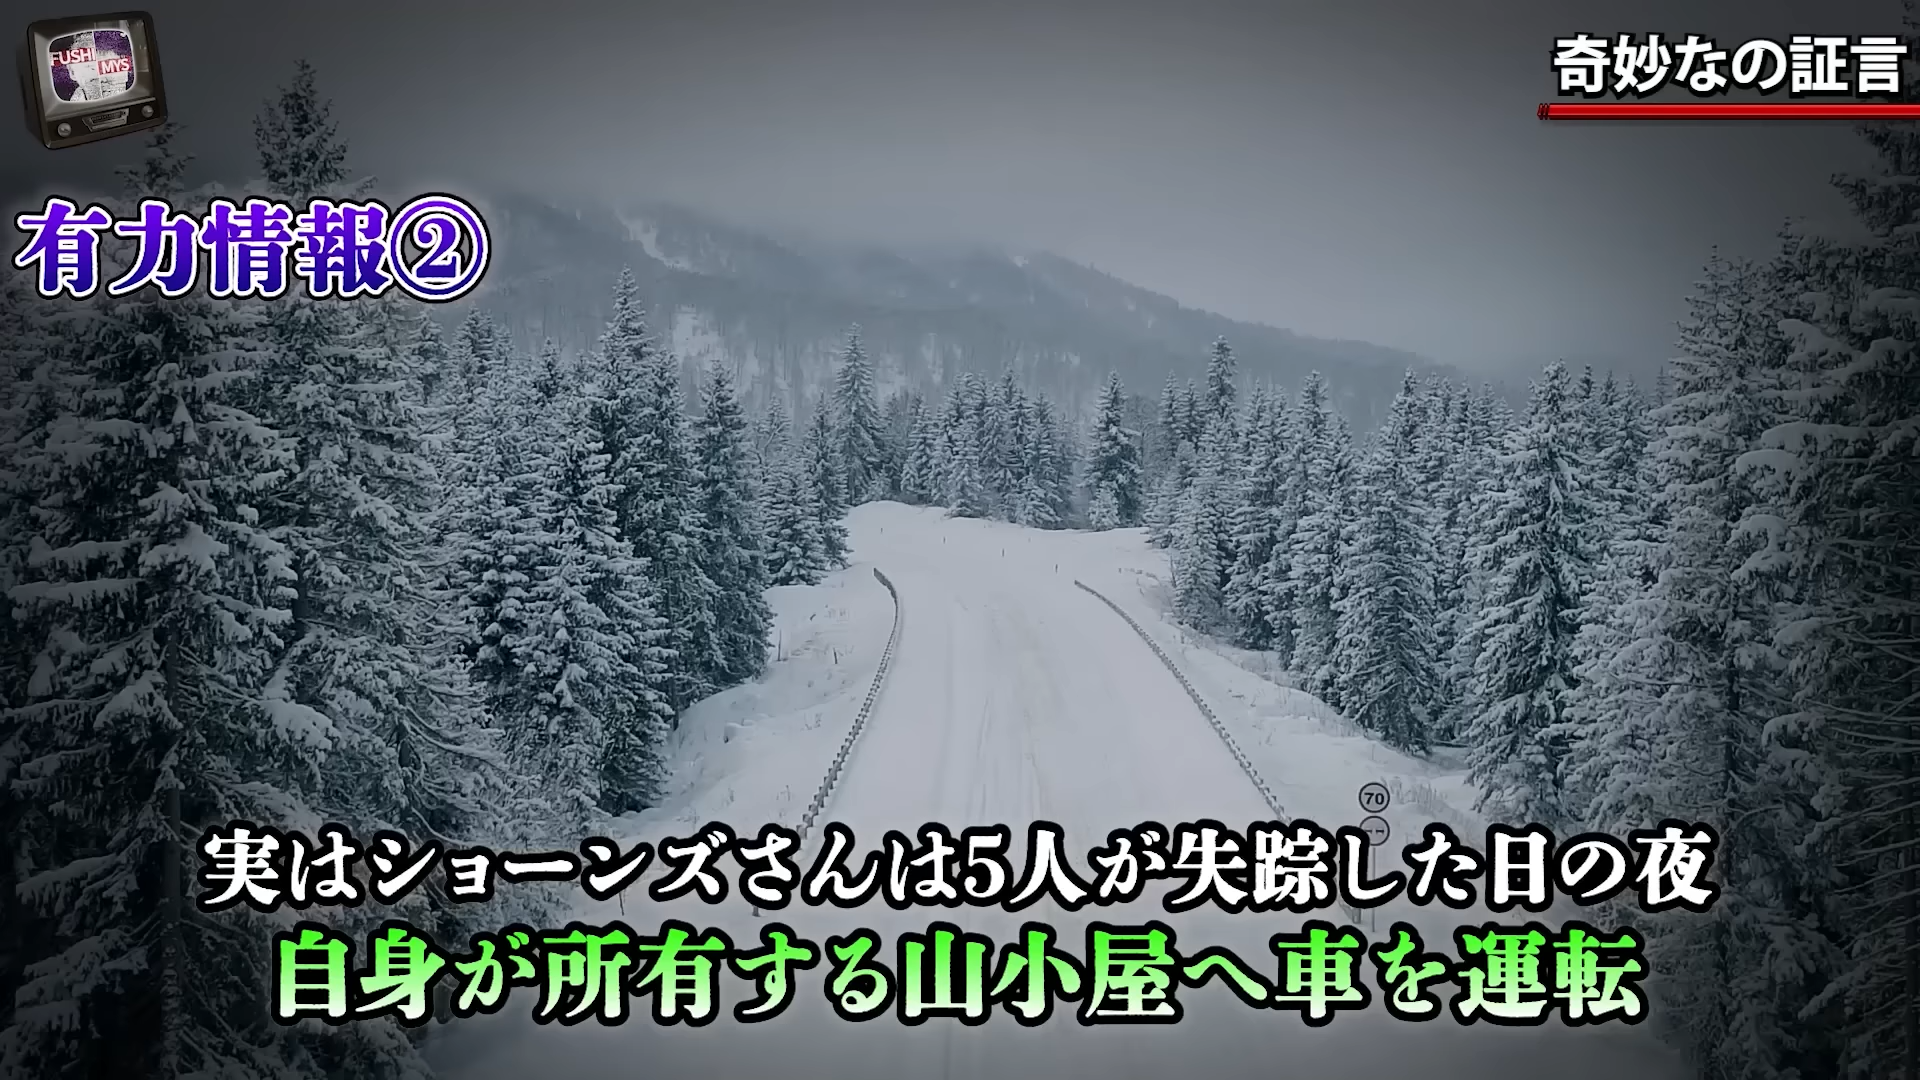 FUSHI
MYS
奇妙なの証言
有力情報②
70
実はショーンズさんは5人が失踪した日の夜
自身が所有する山小屋へ車を運転